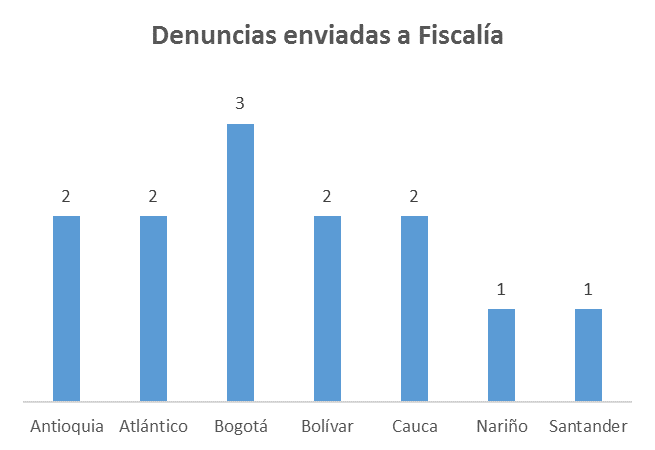 Denuncias enviadas a Fiscalía
3
2 2 2 2
1 1
Antioquia Atlántico Bogotá Bolívar Cauca Nariño Santander